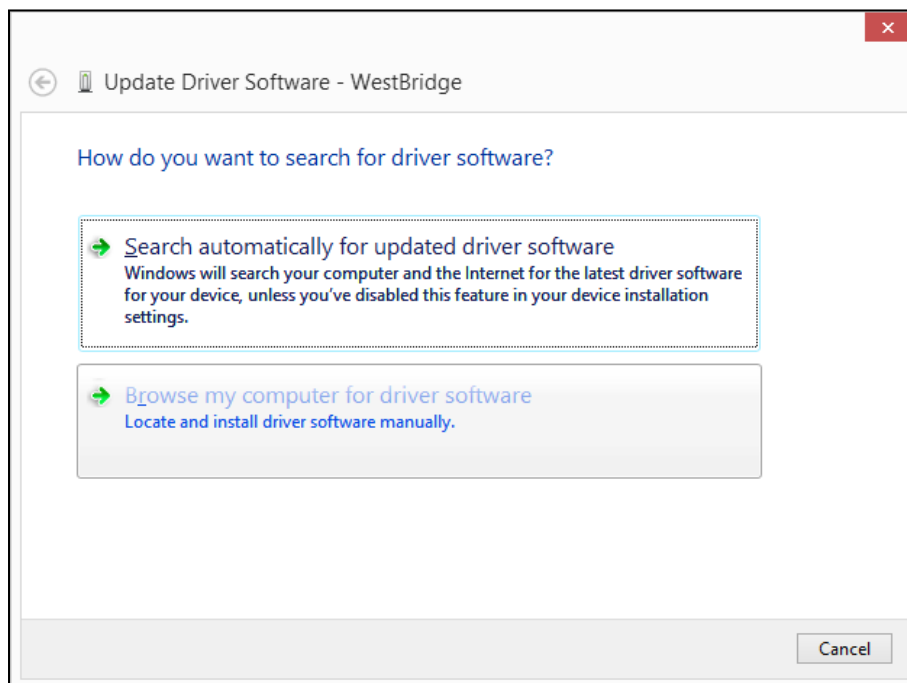 Update Driver Software - WestBridge
How do you want to search for driver software?
Search automatically for updated driver software
Windows will search your computer and the Internet for the latest driver software
for your device, unless you've disabled this feature in your device installation
settings.
Browse my computer for driver software
Locate and install driver software manually.
Cancel